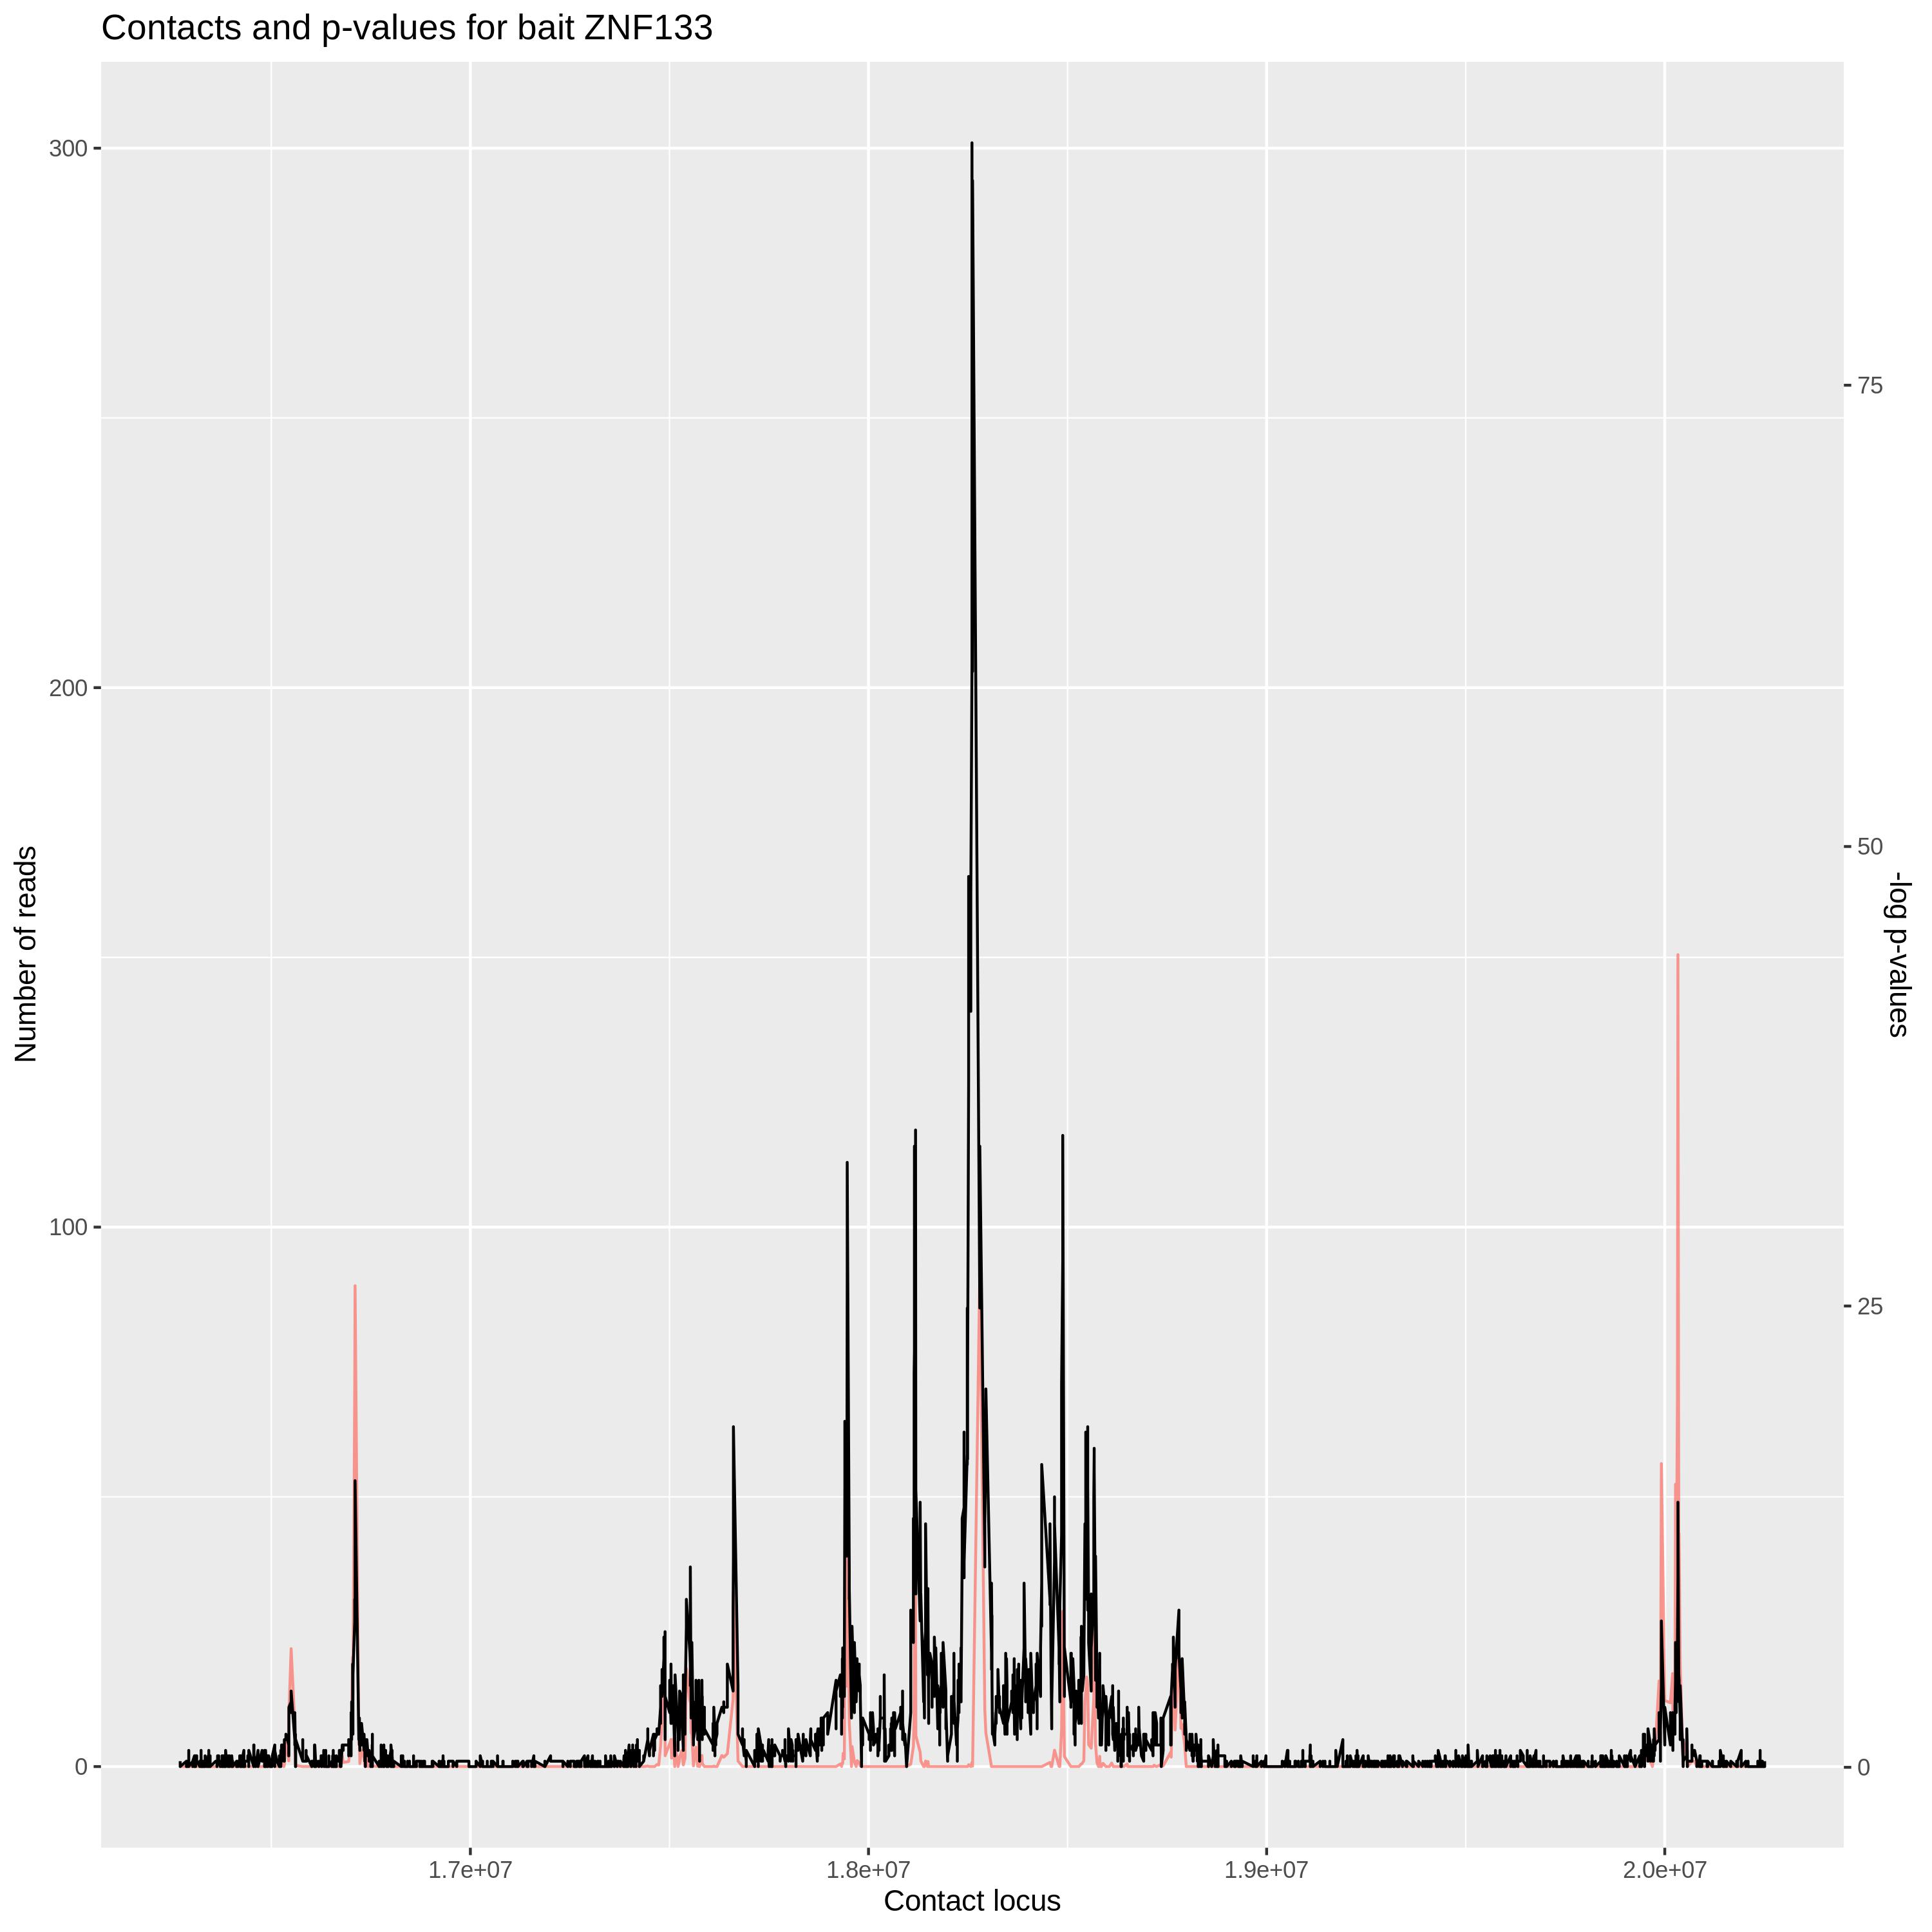 Contacts and p-values for bait ZNF133
300
200
100
0
Number of reads
75
50
25
0
-log p-values
1.7e+07
1.8e+07
1.9e+07
2.0e+07
Contact locus